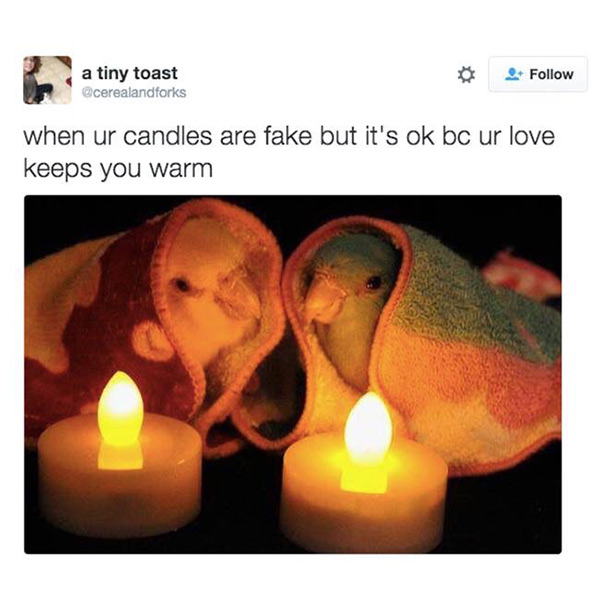 a tiny toast
@cerealandforks
Follow
when ur candles are fake but it's ok bc ur love
keeps you warm